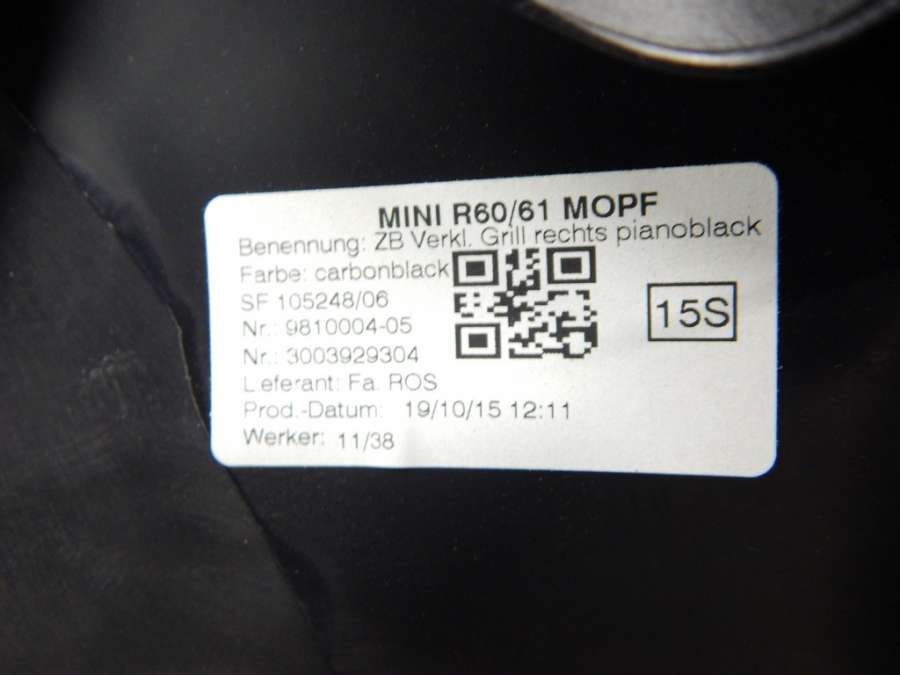 MINI R60/61 MOPF
Benennung: ZB Verkl. Grill rechts pianoblack
Farbe: carbonblack
SF 105248/06
Nr.: 9810004-05
Nr.: 3003929304
Lieferant: Fa. ROS
Prod.-Datum: 19/10/15 12:11
Werker: 11/38
15S